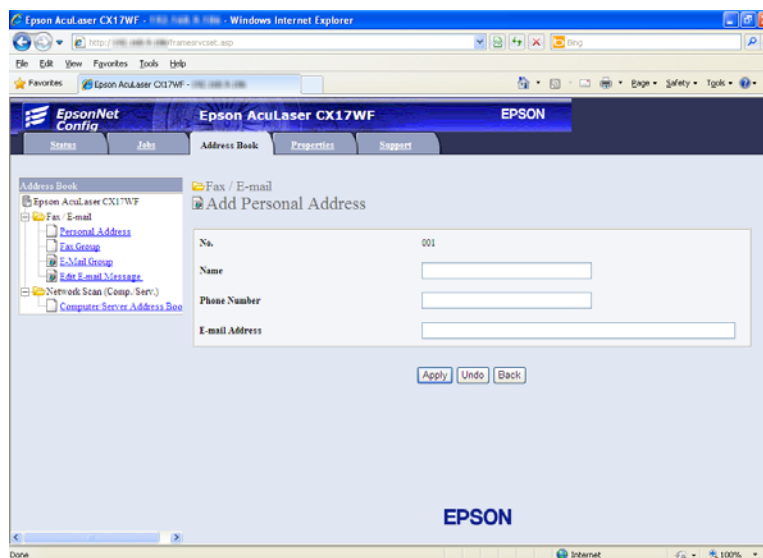 Epson AcuLaser CX17WF - - Windows Internet Explorer
http:// /framesrvcset.asp
Bing
File Edit View Favorites Tools Help
Favorites Epson AcuLaser CX17WF - Page Safety Tools
EpsonNet Config Epson AcuLaser CX17WF EPSON
Status Jobs Address Book Properties Support
Address Book
Epson AcuLaser CX17WF
Fax / E-mail
Personal Address
Fax Group
E-Mail Group
Edit E-mail Message
Network Scan (Comp. Serv.)
Computer Server Address Boo
Fax / E-mail
Add Personal Address
No. 001
Name
Phone Number
E-mail Address
Apply Undo Back
EPSON
Done Internet 100%